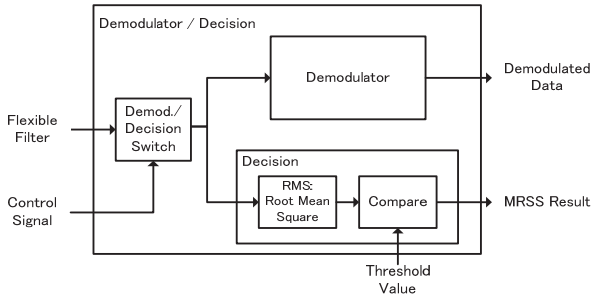 Demodulator / Decision
Demodulator
Demodulated
Data
Flexible
Filter
Demod./
Decision
Switch
Decision
RMS:
Root Mean
Square
Compare
MRSS Result
Control
Signal
Threshold
Value